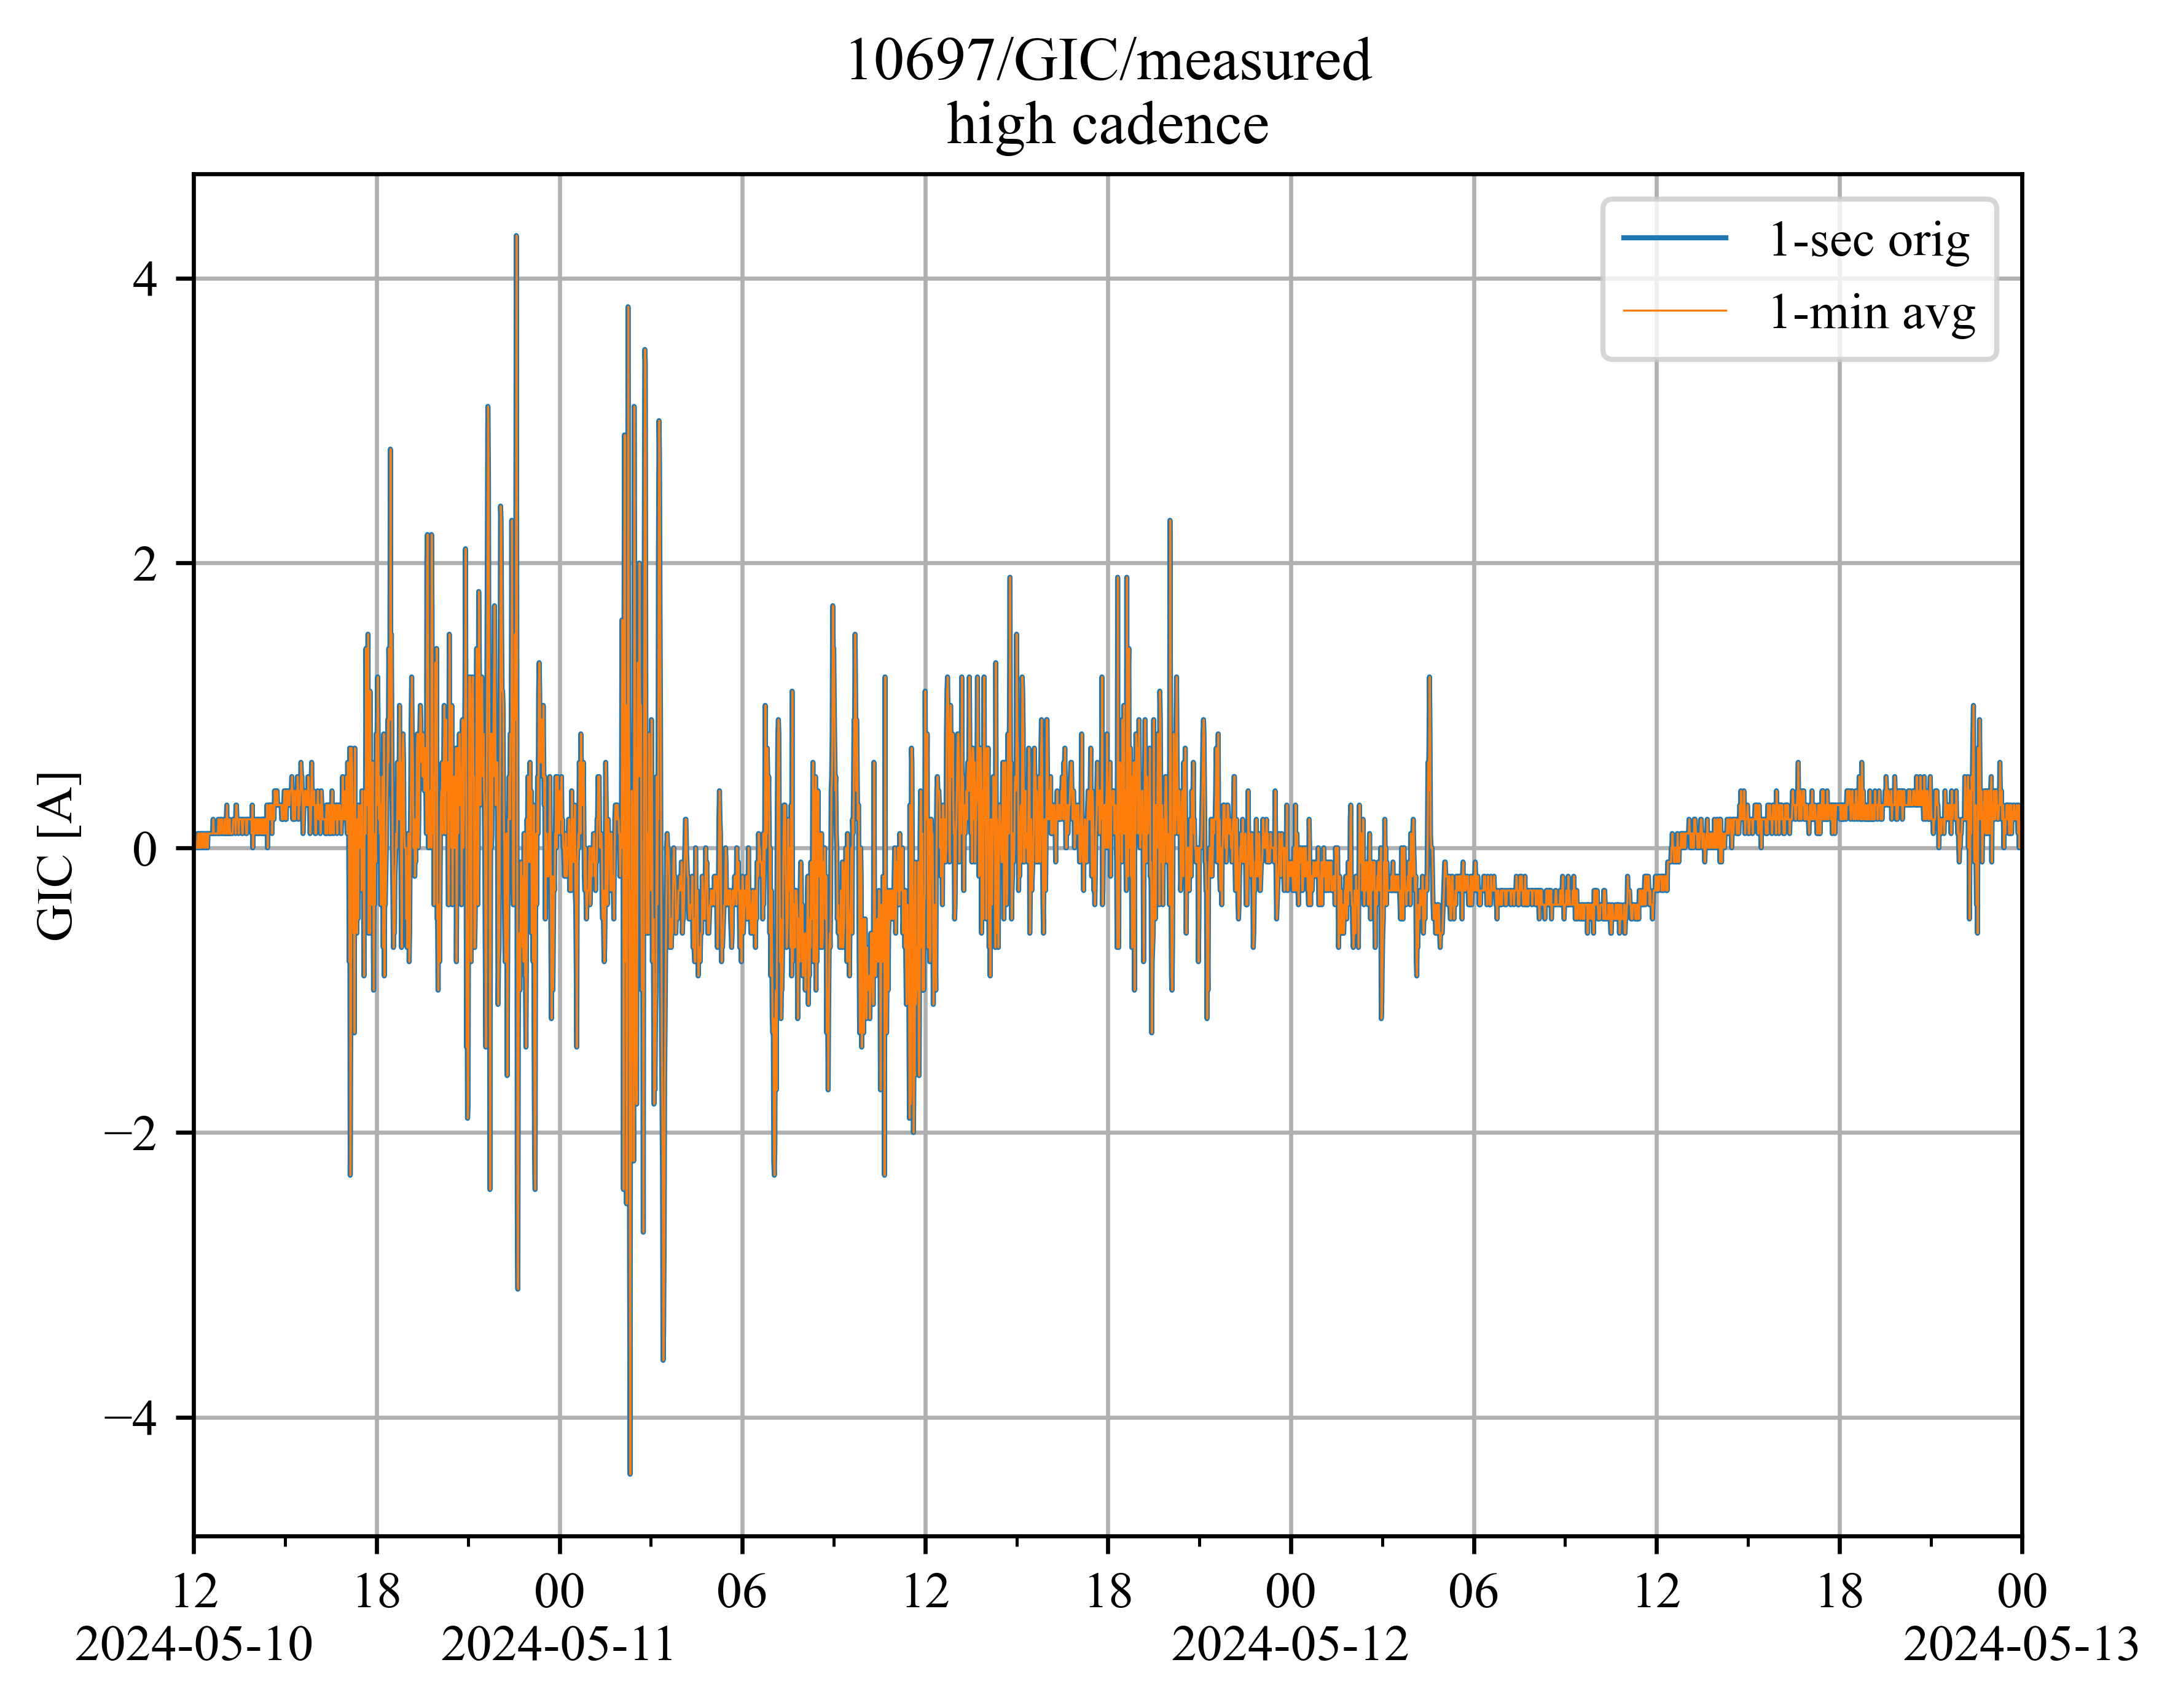 10697/GIC/measured
high cadence
1-sec orig
1-min avg
GIC [A]
4
2
0
−2
−4
12 18 00 06 12 18 00 06 12 18 00
2024-05-10 2024-05-11 2024-05-12 2024-05-13